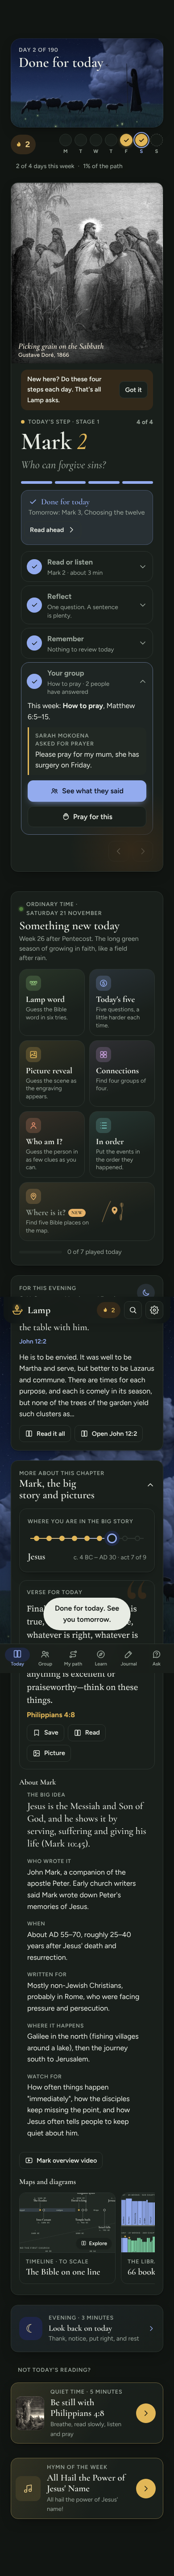 DAY 2 OF 190
Done for today
2
M T W T F S S
2 of 4 days this week · 1% of the path
Picking grain on the Sabbath
Gustave Doré, 1866
New here? Do these four
steps each day. That's all
Lamp asks.
Got it
TODAY'S STEP · STAGE 1
4 of 4
Mark 2
Who can forgive sins?
Done for today
Tomorrow: Mark 3, Choosing the twelve
Read ahead
Read or listen
Mark 2 · about 3 min
Reflect
One question. A sentence
is plenty.
Remember
Nothing to review today
Your group
How to pray · 2 people
have answered
This week: How to pray, Matthew
6:5–15.
SARAH MOKOENA
ASKED FOR PRAYER
Please pray for my mum, she has
surgery on Friday.
See what they said
Pray for this
ORDINARY TIME ·
SATURDAY 21 NOVEMBER
Something new today
Week 26 after Pentecost. The long green
season of growing in faith, like a field
after rain.
Lamp word
Guess the Bible
word in six tries.
Today's five
Five questions, a
little harder each
time.
Picture reveal
Guess the scene as
the engraving
appears.
Connections
Find four groups of
four.
Who am I?
Guess the person in
as few clues as you
can.
In order
Put the events in
the order they
happened.
Where is it? NEW
Find five Bible places on
the map.
0 of 7 played today
FOR THIS EVENING
Lamp
2
the table with him.
John 12:2
He is to be envied. It was well to be
Martha and serve, but better to be Lazarus
and commune. There are times for each
purpose, and each is comely in its season,
but none of the trees of the garden yield
such clusters as...
Read it all
Open John 12:2
MORE ABOUT THIS CHAPTER
Mark, the big
story and pictures
WHERE YOU ARE IN THE BIG STORY
Jesus
c. 4 BC – AD 30 · act 7 of 9
VERSE FOR TODAY
Done for today. See
you tomorrow.
whatever is right, whatever is
Today
Group
My path
Learn
Journal
Ask
anything is excellent or
praiseworthy—think on these
things.
Philippians 4:8
Save
Read
Picture
About Mark
THE BIG IDEA
Jesus is the Messiah and Son of
God, and he shows it by
serving, suffering and giving his
life (Mark 10:45).
WHO WROTE IT
John Mark, a companion of the
apostle Peter. Early church writers
said Mark wrote down Peter's
memories of Jesus.
WHEN
About AD 55–70, roughly 25–40
years after Jesus' death and
resurrection.
WRITTEN FOR
Mostly non-Jewish Christians,
probably in Rome, who were facing
pressure and persecution.
WHERE IT HAPPENS
Galilee in the north (fishing villages
around a lake), then the journey
south to Jerusalem.
WATCH FOR
How often things happen
"immediately", how the disciples
keep missing the point, and how
Jesus often tells people to keep
quiet about him.
Mark overview video
Maps and diagrams
Explore
TIMELINE · TO SCALE
The Bible on one line
THE LIBR
66 book
EVENING · 3 MINUTES
Look back on today
Thank, notice, put right, and rest
NOT TODAY'S READING?
QUIET TIME · 5 MINUTES
Be still with
Philippians 4:8
Breathe, read slowly, listen
and pray
HYMN OF THE WEEK
All Hail the Power of
Jesus' Name
All hail the power of Jesus'
name!